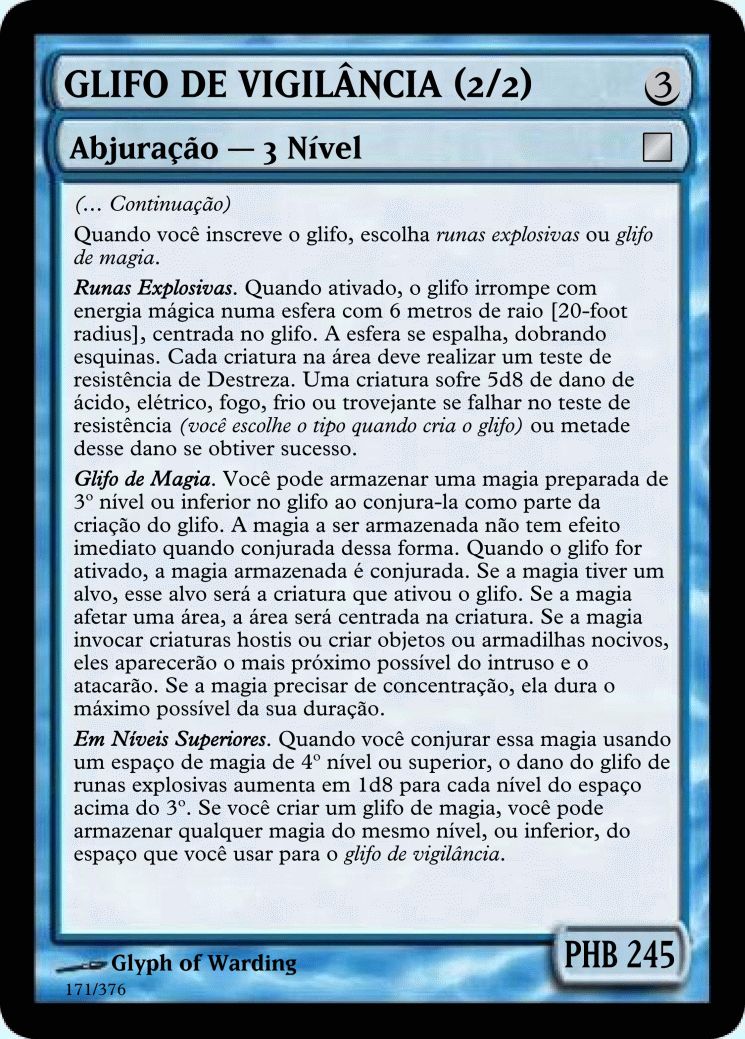 GLIFO DE VIGILÂNCIA (2/2)
3
Abjuração — 3 Nível
(... Continuação)
Quando você inscreve o glifo, escolha runas explosivas ou glifo
de magia.
Runas Explosivas. Quando ativado, o glifo irrompe com
energia mágica numa esfera com 6 metros de raio [20-foot
radius], centrada no glifo. A esfera se espalha, dobrando
esquinas. Cada criatura na área deve realizar um teste de
resistência de Destreza. Uma criatura sofre 5d8 de dano de
ácido, elétrico, fogo, frio ou trovejante se falhar no teste de
resistência (você escolhe o tipo quando cria o glifo) ou metade
desse dano se obtiver sucesso.
Glifo de Magia. Você pode armazenar uma magia preparada de
3º nível ou inferior no glifo ao conjura-la como parte da
criação do glifo. A magia a ser armazenada não tem efeito
imediato quando conjurada dessa forma. Quando o glifo for
ativado, a magia armazenada é conjurada. Se a magia tiver um
alvo, esse alvo será a criatura que ativou o glifo. Se a magia
afetar uma área, a área será centrada na criatura. Se a magia
invocar criaturas hostis ou criar objetos ou armadilhas nocivos,
eles aparecerão o mais próximo possível do intruso e o
atacarão. Se a magia precisar de concentração, ela dura o
máximo possível da sua duração.
Em Níveis Superiores. Quando você conjurar essa magia usando
um espaço de magia de 4º nível ou superior, o dano do glifo de
runas explosivas aumenta em 1d8 para cada nível do espaço
acima do 3º. Se você criar um glifo de magia, você pode
armazenar qualquer magia do mesmo nível, ou inferior, do
espaço que você usar para o glifo de vigilância.
PHB 245
Glyph of Warding
171/376